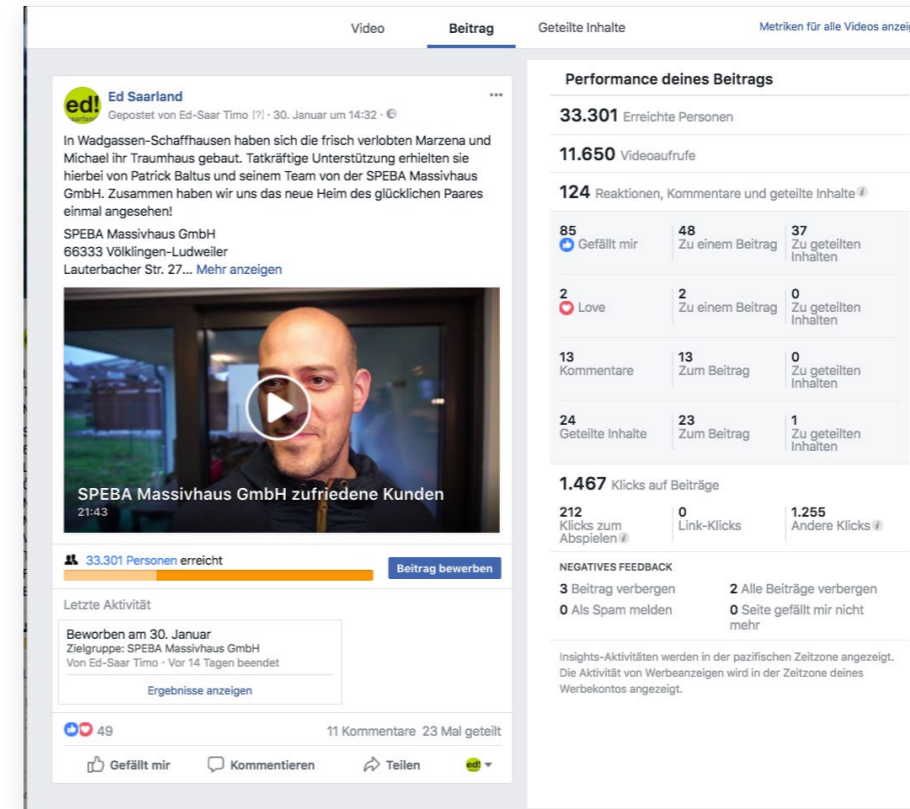 Video Beitrag Geteilte Inhalte Metriken für alle Videos anzeig
ed! Ed Saarland
Gepostet von Ed-Saar Timo [?] · 30. Januar um 14:32 ·
In Wadgassen-Schaffhausen haben sich die frisch verlobten Marzena und
Michael ihr Traumhaus gebaut. Tatkräftige Unterstützung erhielten sie
hierbei von Patrick Baltus und seinem Team von der SPEBA Massivhaus
GmbH. Zusammen haben wir uns das neue Heim des glücklichen Paares
einmal angesehen!
SPEBA Massivhaus GmbH
66333 Völklingen-Ludweiler
Lauterbacher Str. 27... Mehr anzeigen
SPEBA Massivhaus GmbH zufriedene Kunden
21:43
33.301 Personen erreicht
Beitrag bewerben
Letzte Aktivität
Beworben am 30. Januar
Zielgruppe: SPEBA Massivhaus GmbH
Von Ed-Saar Timo · Vor 14 Tagen beendet
Ergebnisse anzeigen
49 11 Kommentare 23 Mal geteilt
Gefällt mir Kommentieren Teilen ed!
Performance deines Beitrags
33.301 Erreichte Personen
11.650 Videoaufrufe
124 Reaktionen, Kommentare und geteilte Inhalte
85 48 37
Gefällt mir Zu einem Beitrag Zu geteilten
Inhalten
2 2 0
Love Zu einem Beitrag Zu geteilten
Inhalten
13 13 0
Kommentare Zum Beitrag Zu geteilten
Inhalten
24 23 1
Geteilte Inhalte Zum Beitrag Zu geteilten
Inhalten
1.467 Klicks auf Beiträge
212 0 1.255
Klicks zum Link-Klicks Andere Klicks
Abspielen
NEGATIVES FEEDBACK
3 Beitrag verbergen 2 Alle Beiträge verbergen
0 Als Spam melden 0 Seite gefällt mir nicht
mehr
Insights-Aktivitäten werden in der pazifischen Zeitzone angezeigt.
Die Aktivität von Werbeanzeigen wird in der Zeitzone deines
Werbekontos angezeigt.